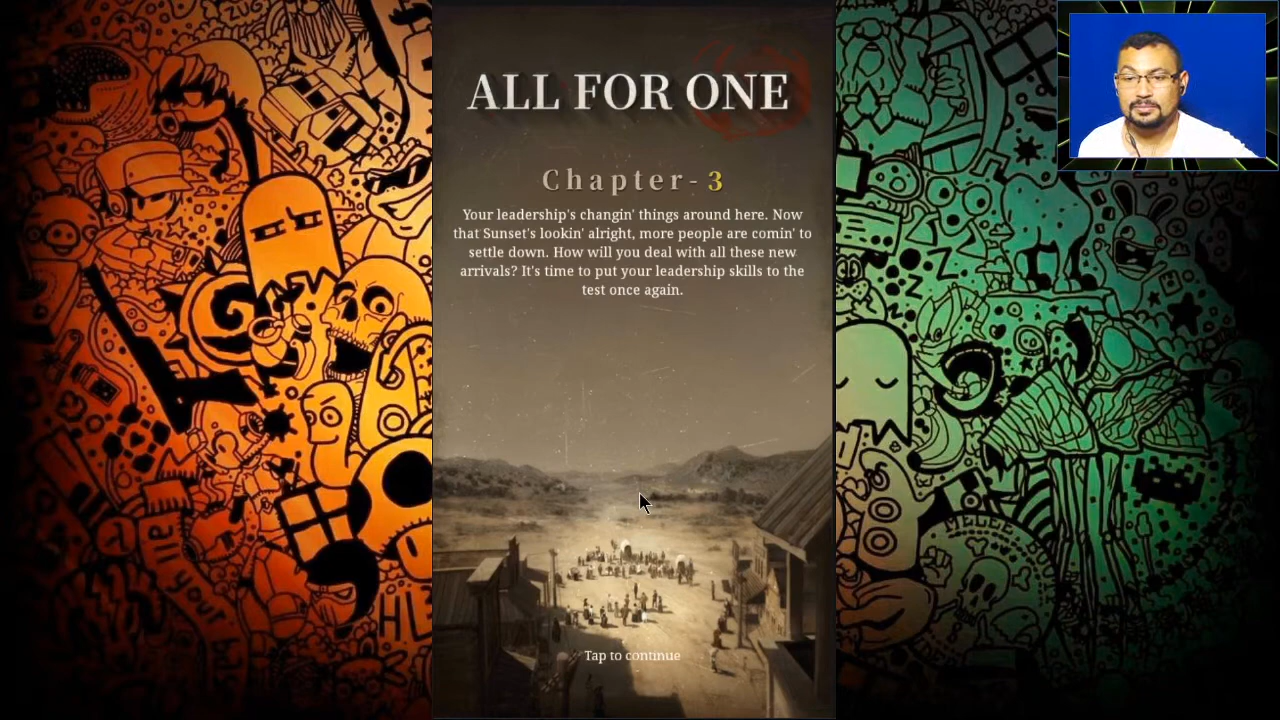 ALL FOR ONE
Chapter-3
Your leadership's changin' things around here. Now
that Sunset's lookin' alright, more people are comin' to
settle down. How will you deal with all these new
arrivals? It's time to put your leadership skills to the
test once again.
MELEE
Tap to continue